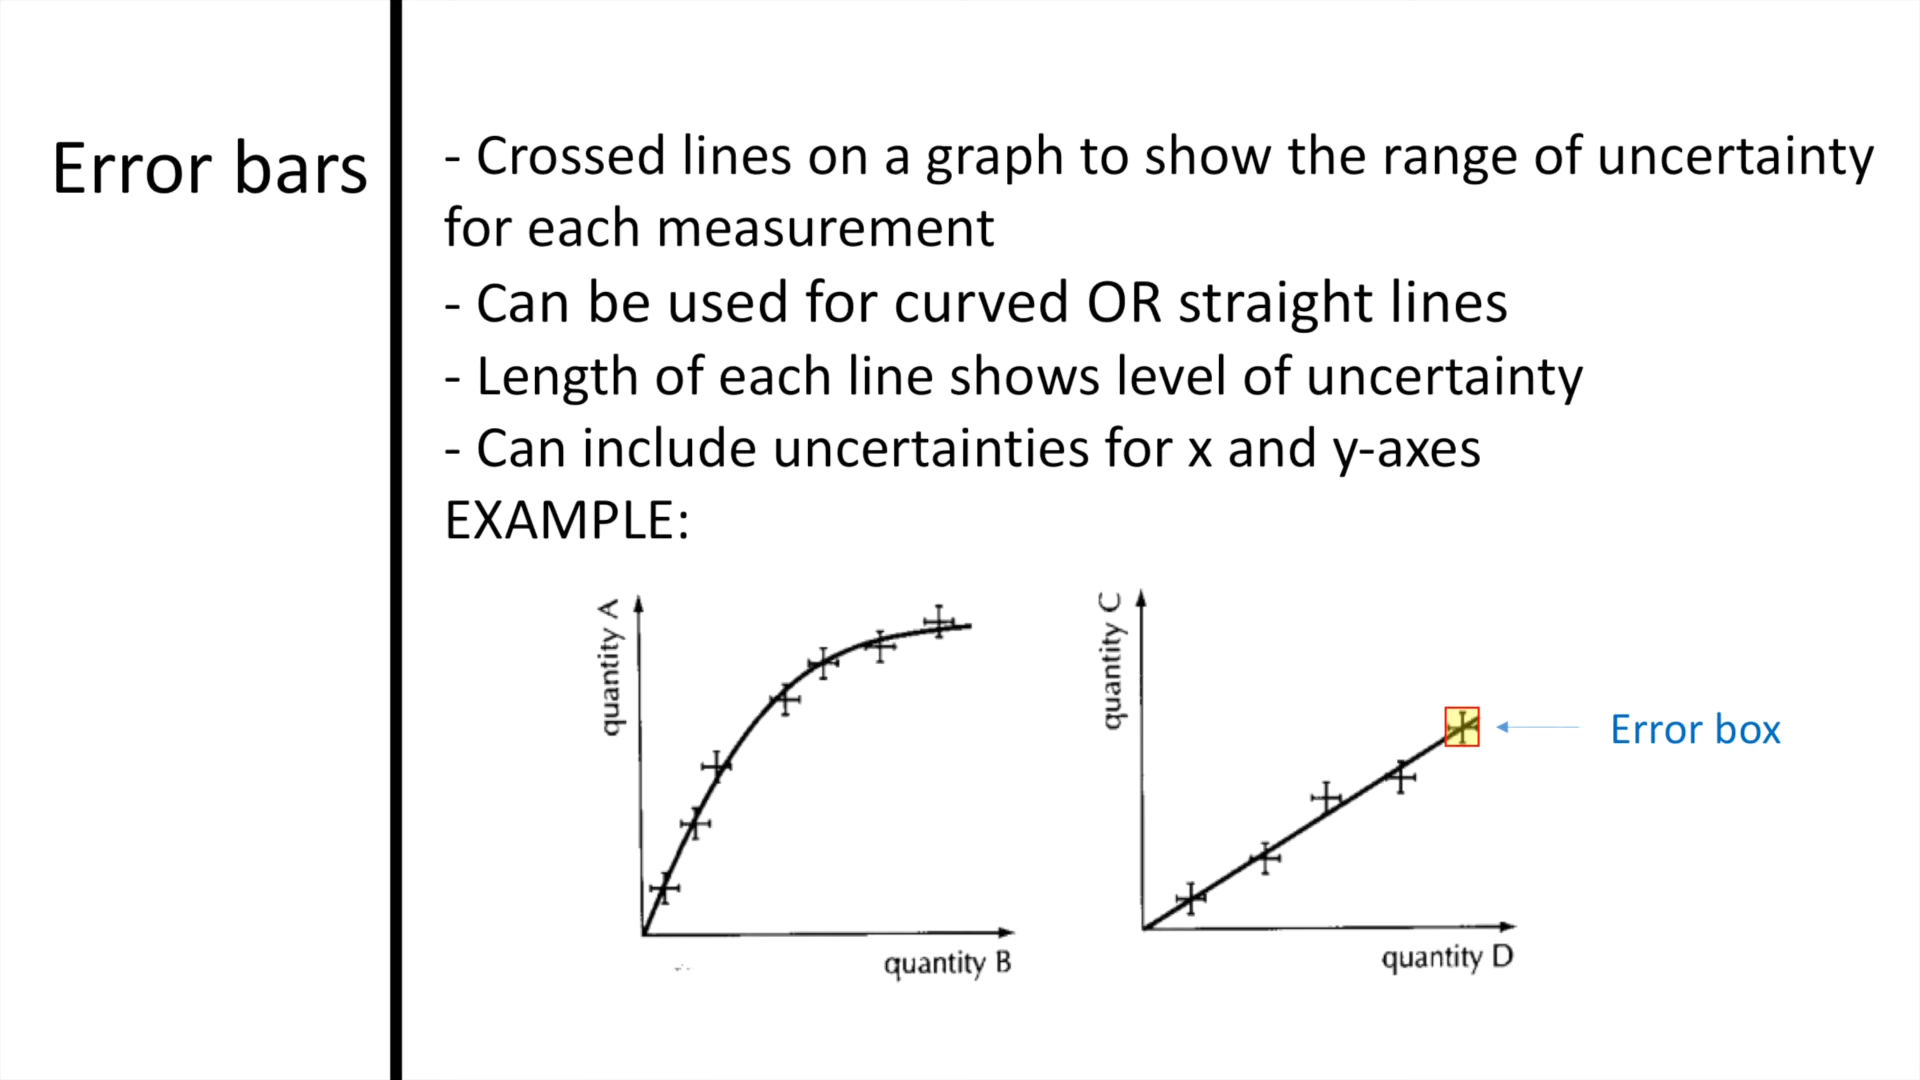 Error bars
- Crossed lines on a graph to show the range of uncertainty
for each measurement
- Can be used for curved OR straight lines
- Length of each line shows level of uncertainty
- Can include uncertainties for x and y-axes
EXAMPLE:
quantity A
quantity B
quantity C
quantity D
Error box